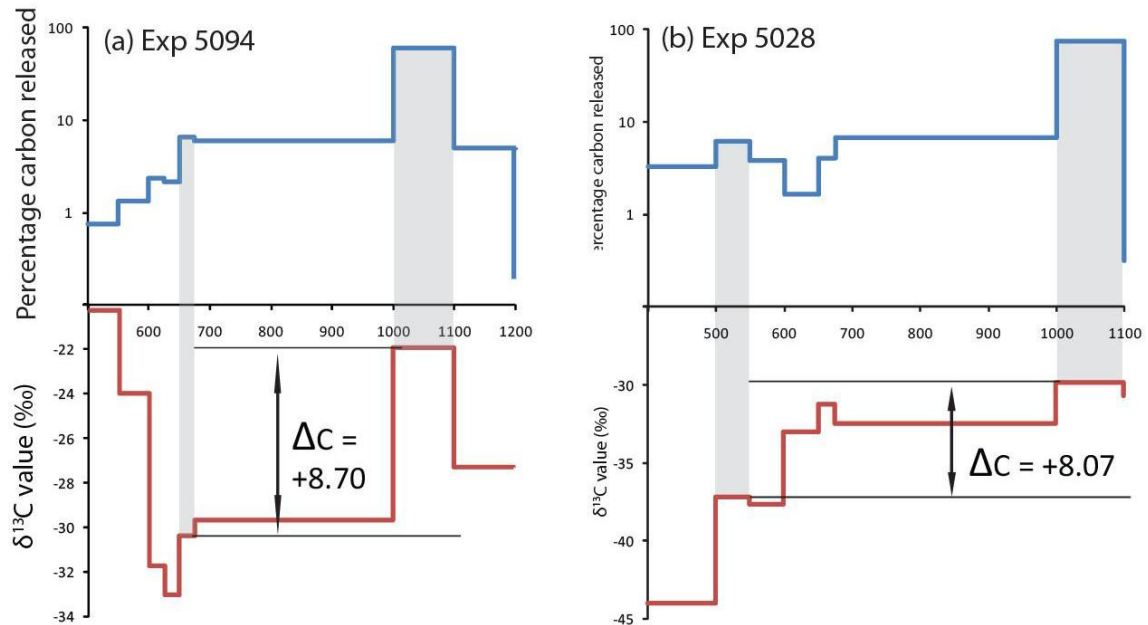 (a) Exp 5094
Percentage carbon released
100
10
1
600 700 800 900 1000 1100 1200
-22
-24
-26
-28
-30
-32
-34
δ¹³C value (‰)
ΔC =
+8.70
(b) Exp 5028
ercentage carbon released
100
10
1
500 600 700 800 900 1000 1100
-30
-35
-40
-45
δ¹³C value (‰)
ΔC = +8.07